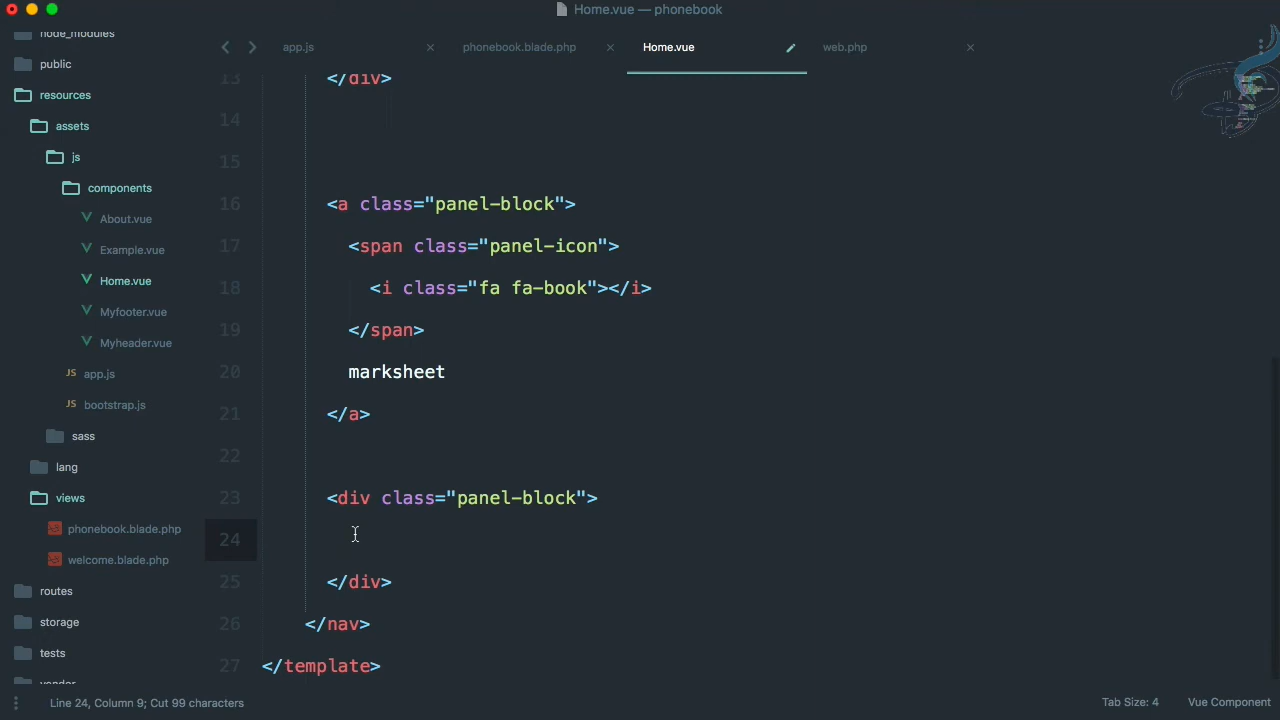 Home.vue — phonebook
node_modules
public
resources
assets
js
components
About.vue
Example.vue
Home.vue
Myfooter.vue
Myheader.vue
JS app.js
JS bootstrap.js
sass
lang
views
phonebook.blade.php
welcome.blade.php
routes
storage
tests
vendor
app.js × phonebook.blade.php × Home.vue web.php ×
13 </div>
14
15
16 <a class="panel-block">
17 <span class="panel-icon">
18 <i class="fa fa-book"></i>
19 </span>
20 marksheet
21 </a>
22
23 <div class="panel-block">
24
25 </div>
26 </nav>
27 </template>
Line 24, Column 9; Cut 99 characters Tab Size: 4 Vue Component